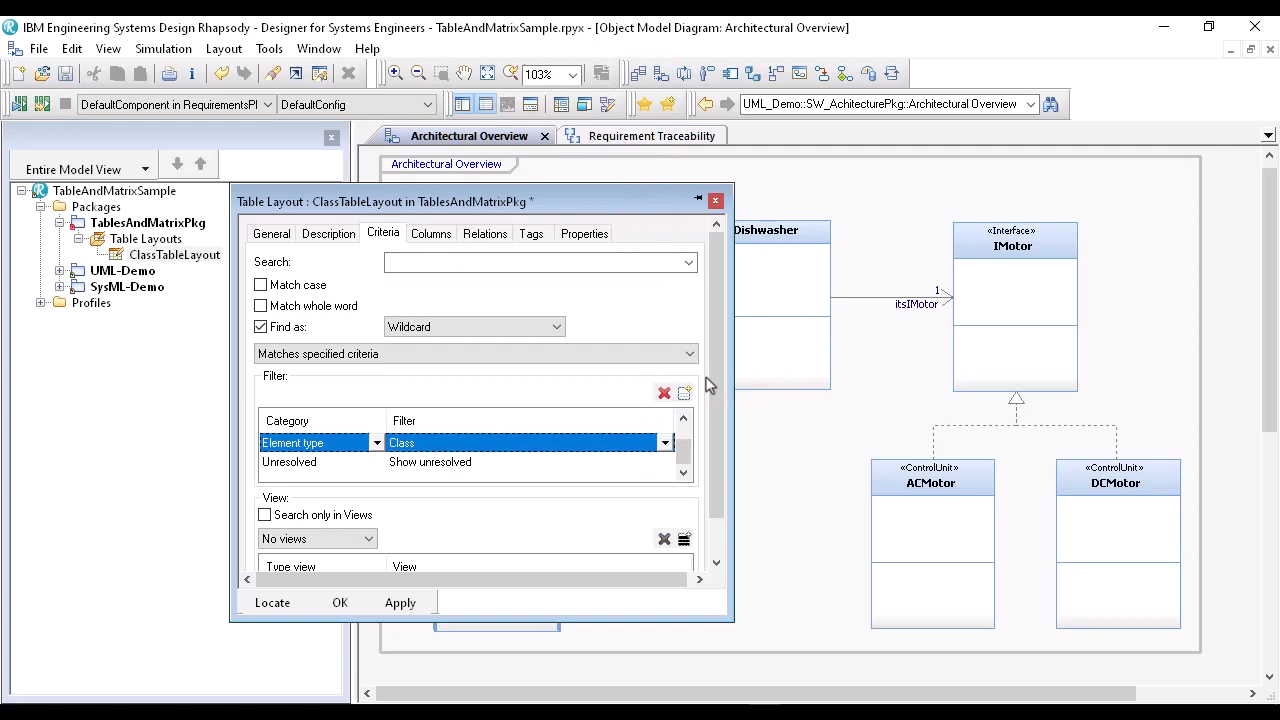 IBM Engineering Systems Design Rhapsody - Designer for Systems Engineers - TableAndMatrixSample.rpyx - [Object Model Diagram: Architectural Overview]
File Edit View Simulation Layout Tools Window Help
103%
DefaultComponent in RequirementsPl DefaultConfig UML_Demo::SW_AchitecturePkg::Architectural Overview
Architectural Overview Requirement Traceability
Entire Model View
TableAndMatrixSample
Packages
TablesAndMatrixPkg
Table Layouts
ClassTableLayout
UML-Demo
SysML-Demo
Profiles
Table Layout : ClassTableLayout in TablesAndMatrixPkg *
General Description Criteria Columns Relations Tags Properties
Search:
Match case
Match whole word
Find as: Wildcard
Matches specified criteria
Filter:
Category Filter
Element type Class
Unresolved Show unresolved
View:
Search only in Views
No views
Type view View
Locate OK Apply
Architectural Overview
Dishwasher
1
itsIMotor
«Interface»
IMotor
«ControlUnit»
ACMotor
«ControlUnit»
DCMotor